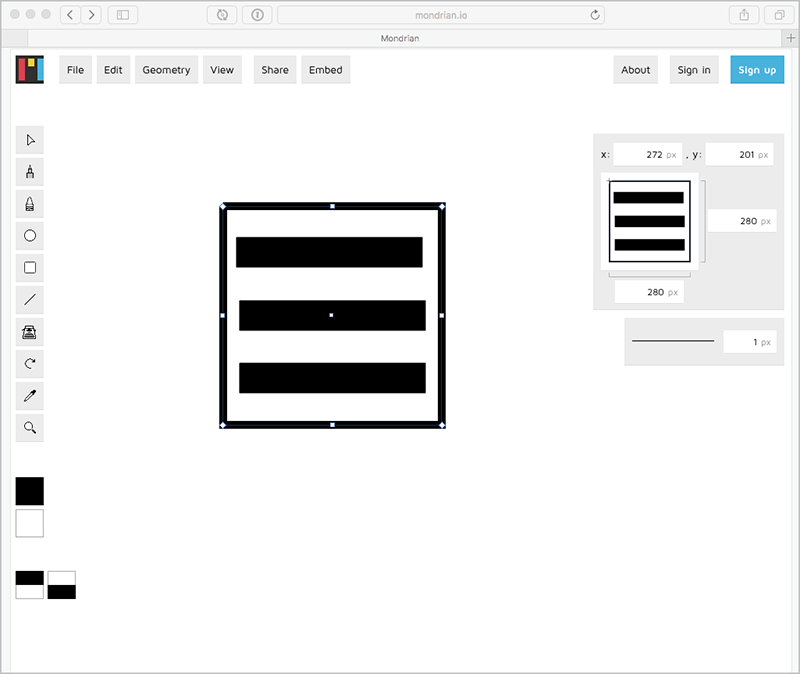 mondrian.io
Mondrian
File Edit Geometry View Share Embed About Sign in Sign up
x: 272 px , y: 201 px
280 px
280 px
1 px